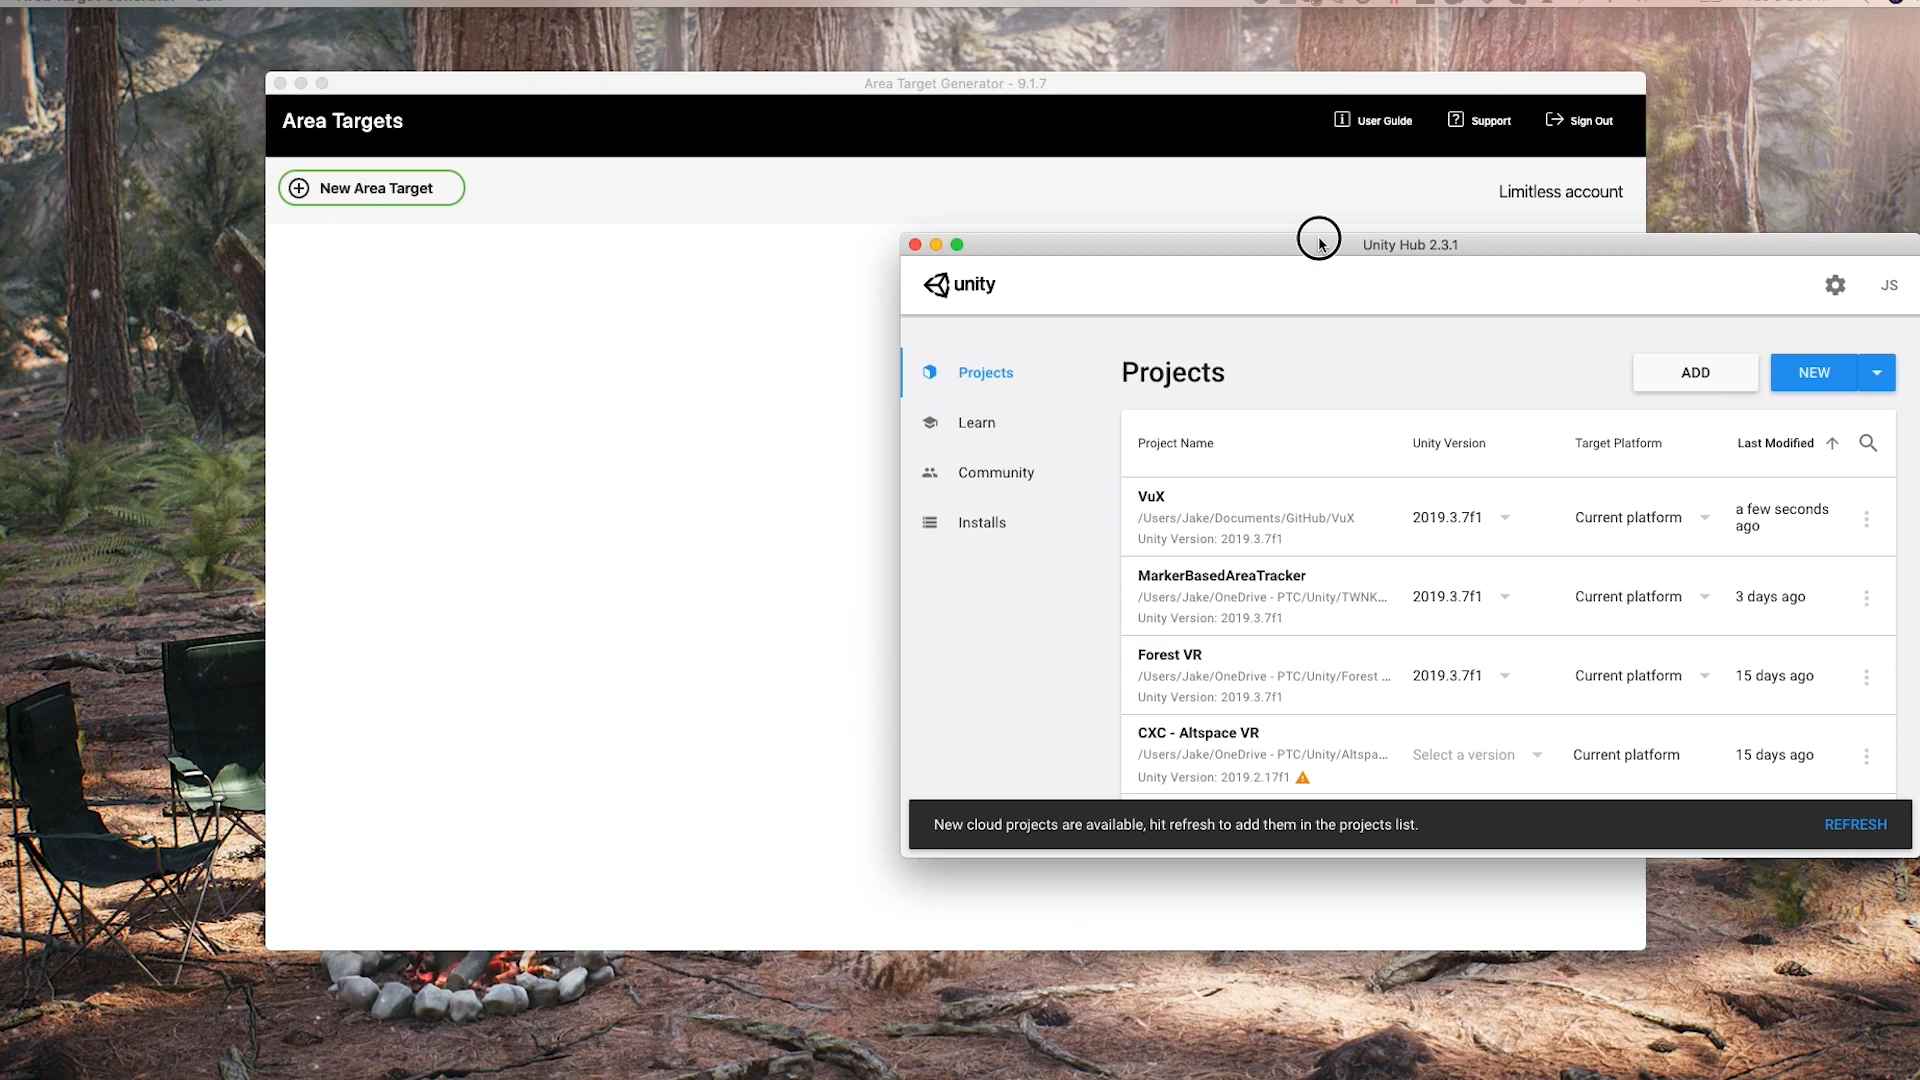 Area Target Generator - 9.1.7
Area Targets
User Guide
Support
Sign Out
New Area Target
Limitless account
Unity Hub 2.3.1
unity
JS
Projects
Learn
Community
Installs
Projects
ADD
NEW
Project Name
Unity Version
Target Platform
Last Modified
VuX
/Users/Jake/Documents/GitHub/VuX
Unity Version: 2019.3.7f1
2019.3.7f1
Current platform
a few seconds
ago
MarkerBasedAreaTracker
/Users/Jake/OneDrive - PTC/Unity/TWNK...
Unity Version: 2019.3.7f1
2019.3.7f1
Current platform
3 days ago
Forest VR
/Users/Jake/OneDrive - PTC/Unity/Forest ...
Unity Version: 2019.3.7f1
2019.3.7f1
Current platform
15 days ago
CXC - Altspace VR
/Users/Jake/OneDrive - PTC/Unity/Altspa...
Unity Version: 2019.2.17f1
Select a version
Current platform
15 days ago
New cloud projects are available, hit refresh to add them in the projects list.
REFRESH